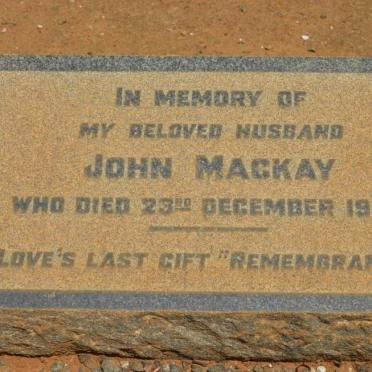 IN MEMORY OF
MY BELOVED HUSBAND
JOHN MACKAY
WHO DIED 23RD DECEMBER 19
LOVE'S LAST GIFT "REMEMBRAN